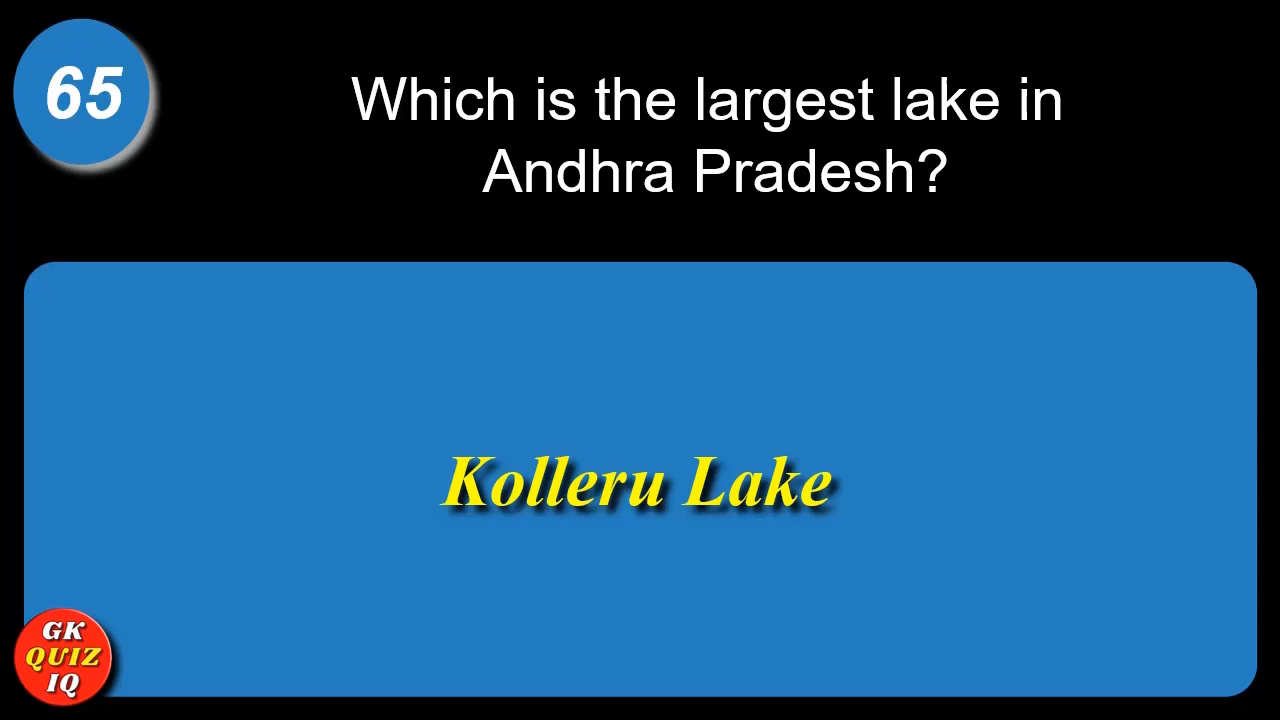 65
Which is the largest lake in
Andhra Pradesh?
Kolleru Lake
GK
QUIZ
IQ